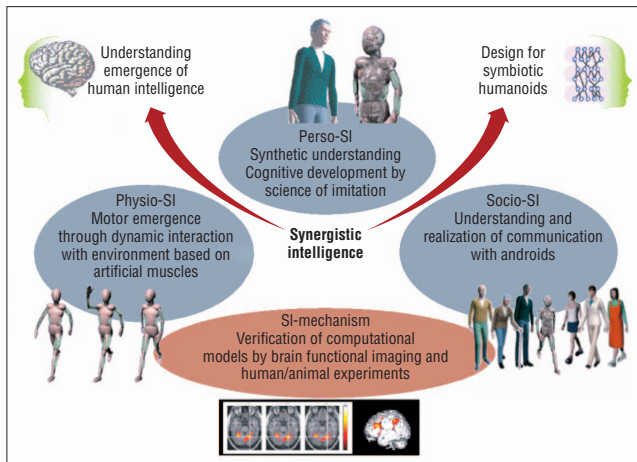 Understanding
emergence of
human intelligence
Design for
symbiotic
humanoids
Perso-SI
Synthetic understanding
Cognitive development by
science of imitation
Physio-SI
Motor emergence
through dynamic interaction
with environment based on
artificial muscles
Synergistic
intelligence
Socio-SI
Understanding and
realization of communication
with androids
SI-mechanism
Verification of computational
models by brain functional imaging and
human/animal experiments